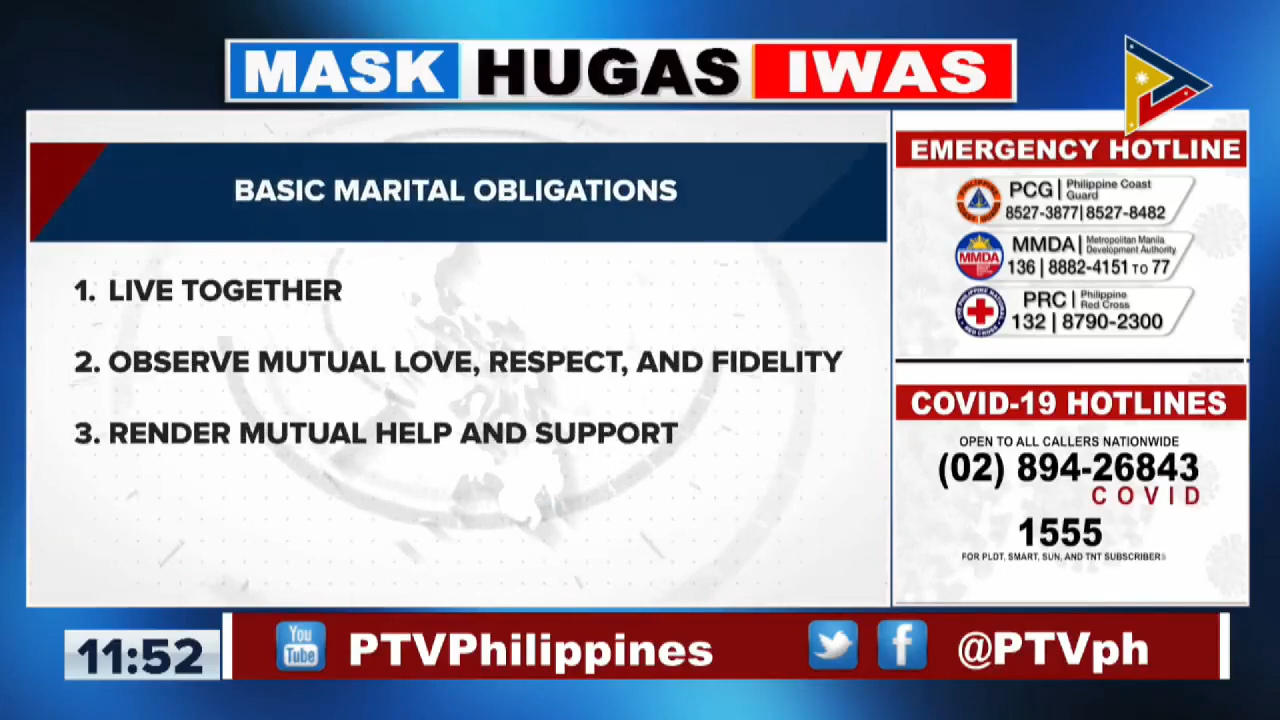 MASK HUGAS IWAS
BASIC MARITAL OBLIGATIONS
1. LIVE TOGETHER
2. OBSERVE MUTUAL LOVE, RESPECT, AND FIDELITY
3. RENDER MUTUAL HELP AND SUPPORT
EMERGENCY HOTLINE
PCG | Philippine Coast
Guard
8527-3877 | 8527-8482
MMDA
MMDA | Metropolitan Manila
Development Authority
136 | 8882-4151 TO 77
PRC | Philippine
Red Cross
132 | 8790-2300
COVID-19 HOTLINES
OPEN TO ALL CALLERS NATIONWIDE
(02) 894-26843
COVID
1555
FOR PLDT, SMART, SUN, AND TNT SUBSCRIBERS
11:52
You
Tube
PTVPhilippines
@PTVph